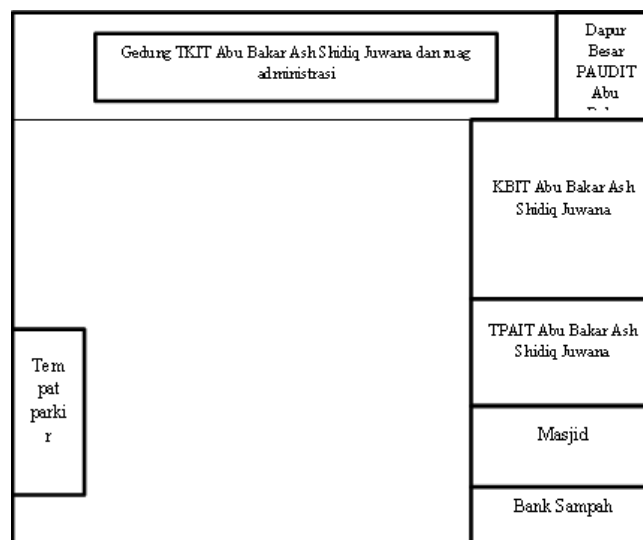 Gedung TKIT Abu Bakar Ash Shidiq Juwana dan ruag
administrasi
Dapur
Besar
PAUDIT
Abu
KBIT Abu Bakar Ash
Shidiq Juwana
TPAIT Abu Bakar Ash
Shidiq Juwana
Tem
pat
parki
r
Masjid
Bank Sampah